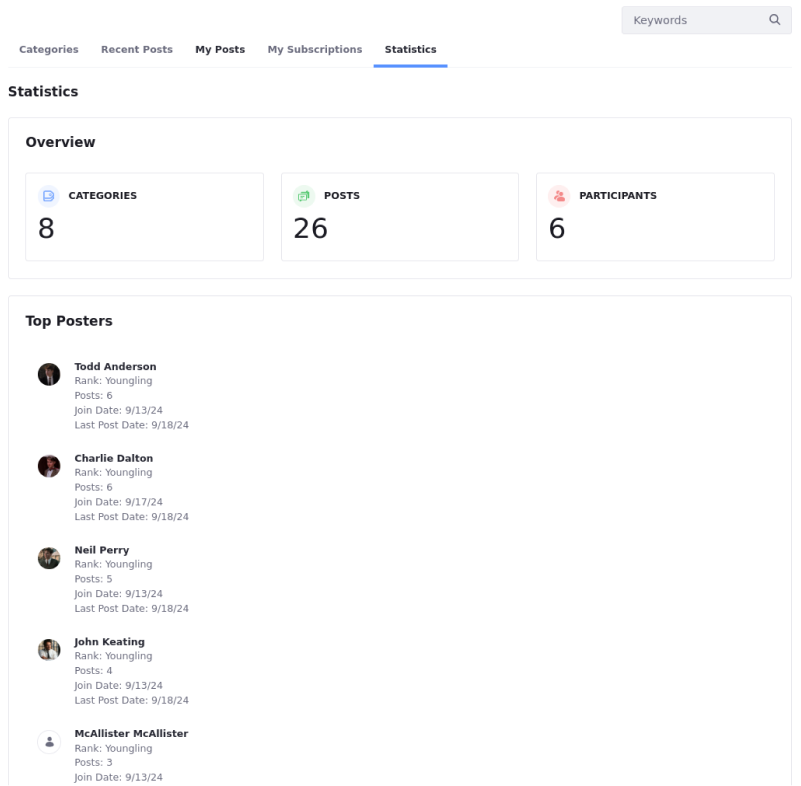 Keywords
Categories Recent Posts My Posts My Subscriptions Statistics
Statistics
Overview
CATEGORIES
8
POSTS
26
PARTICIPANTS
6
Top Posters
Todd Anderson
Rank: Youngling
Posts: 6
Join Date: 9/13/24
Last Post Date: 9/18/24
Charlie Dalton
Rank: Youngling
Posts: 6
Join Date: 9/17/24
Last Post Date: 9/18/24
Neil Perry
Rank: Youngling
Posts: 5
Join Date: 9/13/24
Last Post Date: 9/18/24
John Keating
Rank: Youngling
Posts: 4
Join Date: 9/13/24
Last Post Date: 9/18/24
McAllister McAllister
Rank: Youngling
Posts: 3
Join Date: 9/13/24